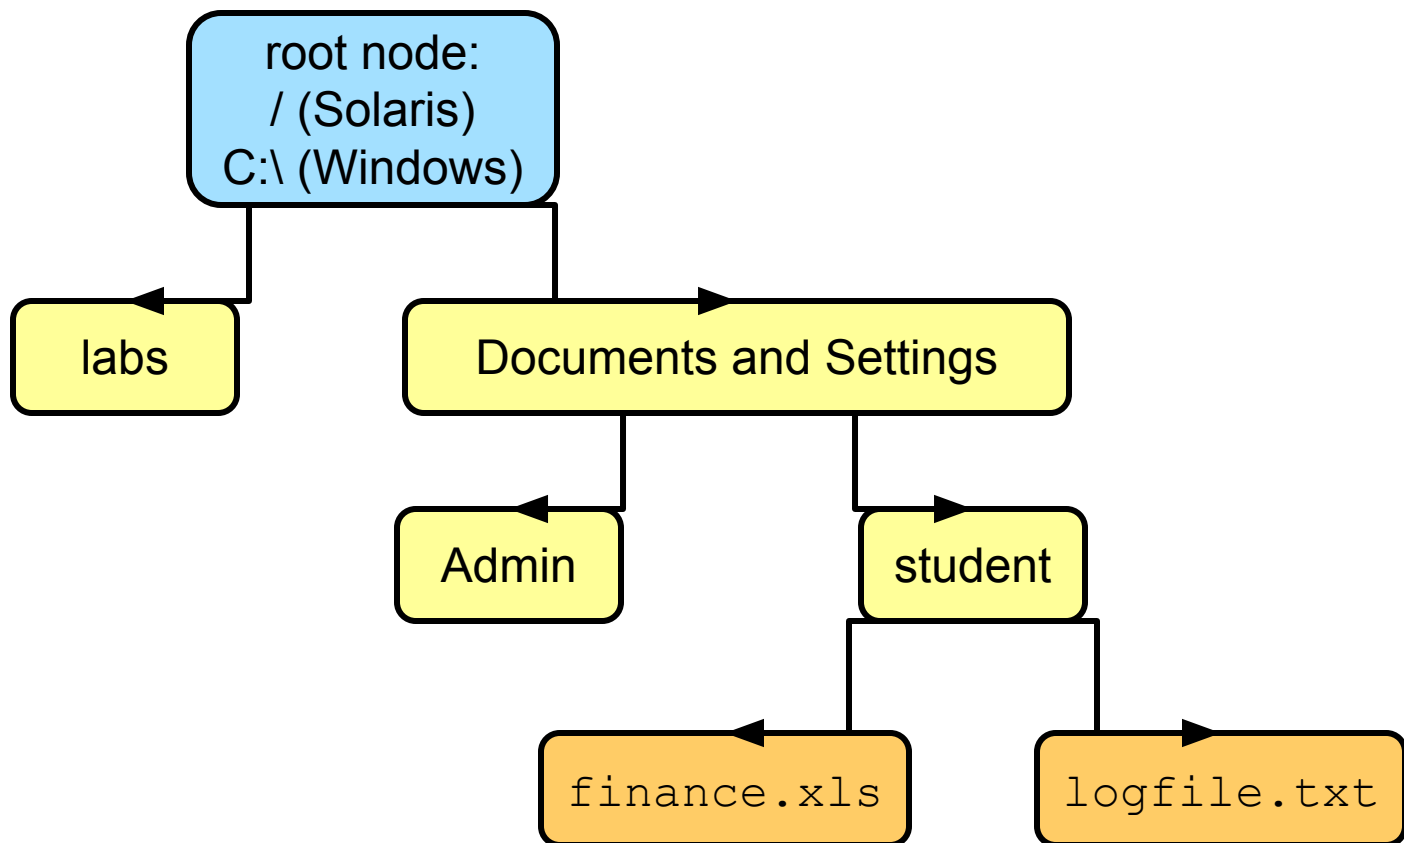 root node:
/ (Solaris)
C:\ (Windows)
labs
Documents and Settings
Admin
student
finance.xls
logfile.txt